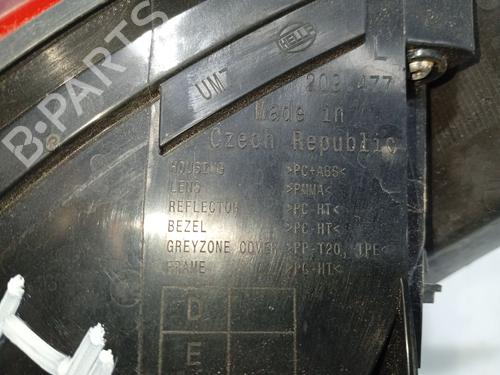 B-PARTS
HELLA
UM7
L
203 477
Made in
Czech Republic
HOUSING >PC+ABS<
LENS >PMMA<
REFLECTOR >PC-HT<
BEZEL >PC-HT<
GREYZONE COVER >PP-T20, TPE<
FRAME >PC-HT<
D
E